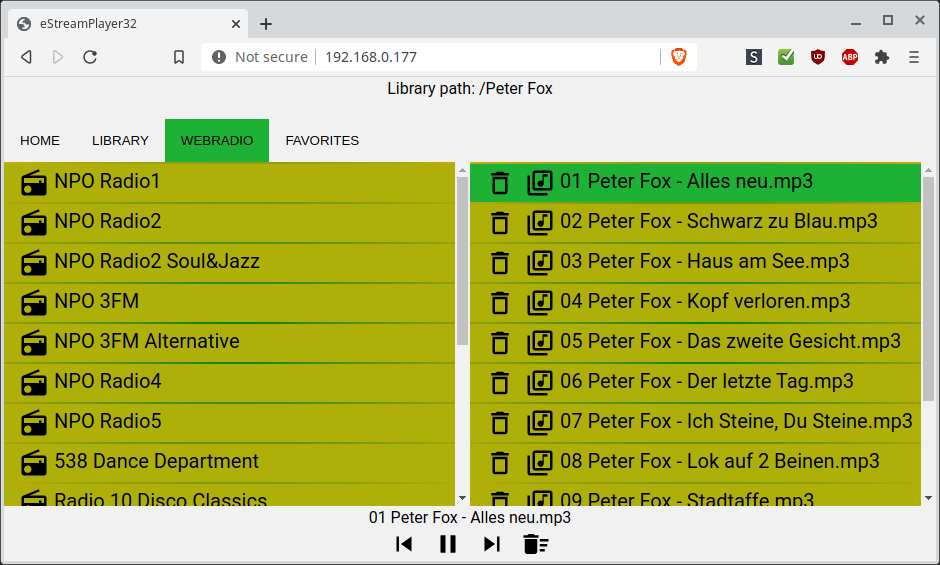 eStreamPlayer32
Not secure 192.168.0.177
S UD ABP
Library path: /Peter Fox
HOME LIBRARY WEBRADIO FAVORITES
NPO Radio1
NPO Radio2
NPO Radio2 Soul&Jazz
NPO 3FM
NPO 3FM Alternative
NPO Radio4
NPO Radio5
538 Dance Department
Radio 10 Disco Classics
01 Peter Fox - Alles neu.mp3
02 Peter Fox - Schwarz zu Blau.mp3
03 Peter Fox - Haus am See.mp3
04 Peter Fox - Kopf verloren.mp3
05 Peter Fox - Das zweite Gesicht.mp3
06 Peter Fox - Der letzte Tag.mp3
07 Peter Fox - Ich Steine, Du Steine.mp3
08 Peter Fox - Lok auf 2 Beinen.mp3
09 Peter Fox - Stadtaffe.mp3
01 Peter Fox - Alles neu.mp3